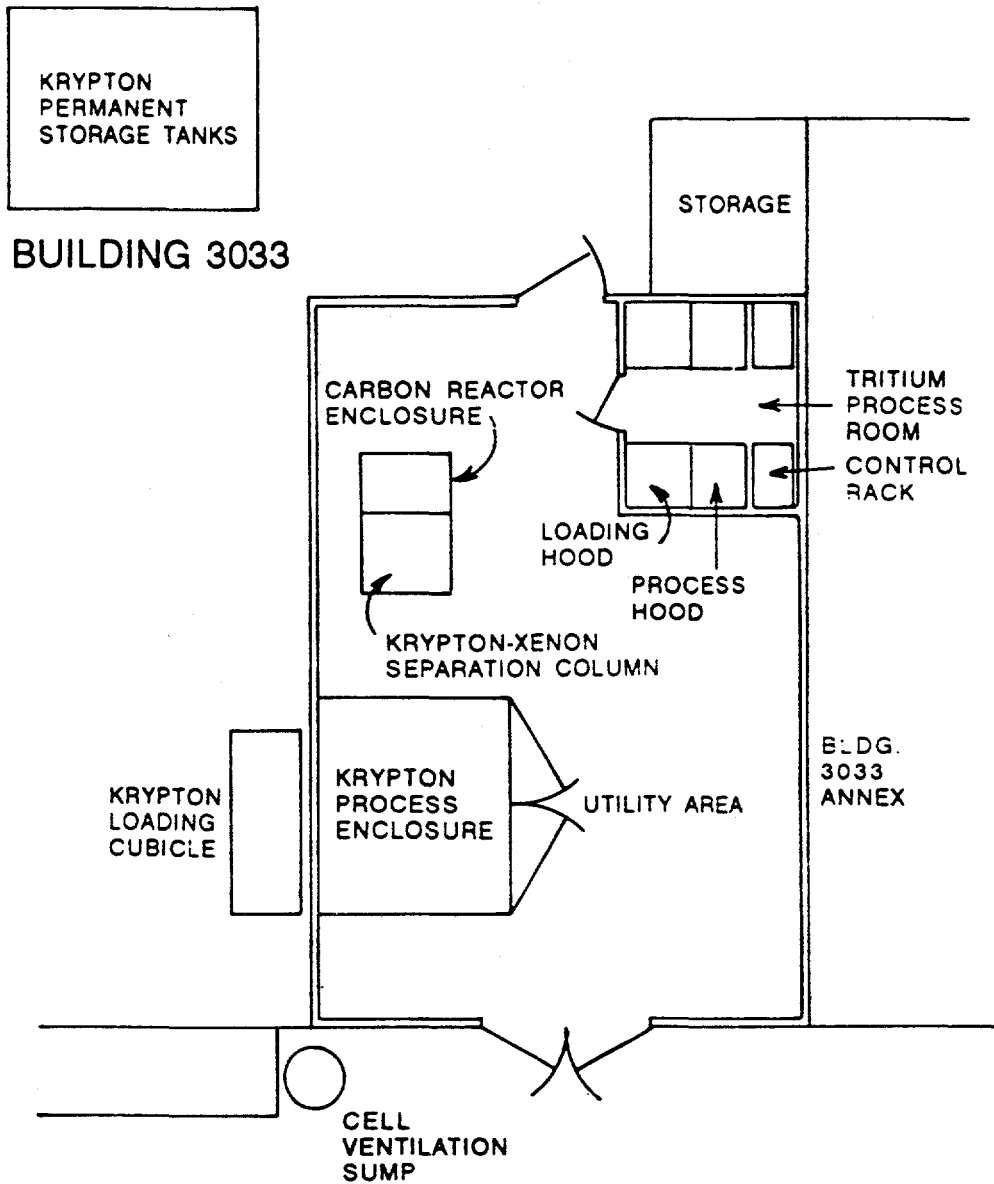 KRYPTON
PERMANENT
STORAGE TANKS
BUILDING 3033
STORAGE
CARBON REACTOR
ENCLOSURE
TRITIUM
PROCESS
ROOM
CONTROL
RACK
LOADING
HOOD
PROCESS
HOOD
KRYPTON-XENON
SEPARATION COLUMN
KRYPTON
LOADING
CUBICLE
KRYPTON
PROCESS
ENCLOSURE
UTILITY AREA
BLDG.
3033
ANNEX
CELL
VENTILATION
SUMP